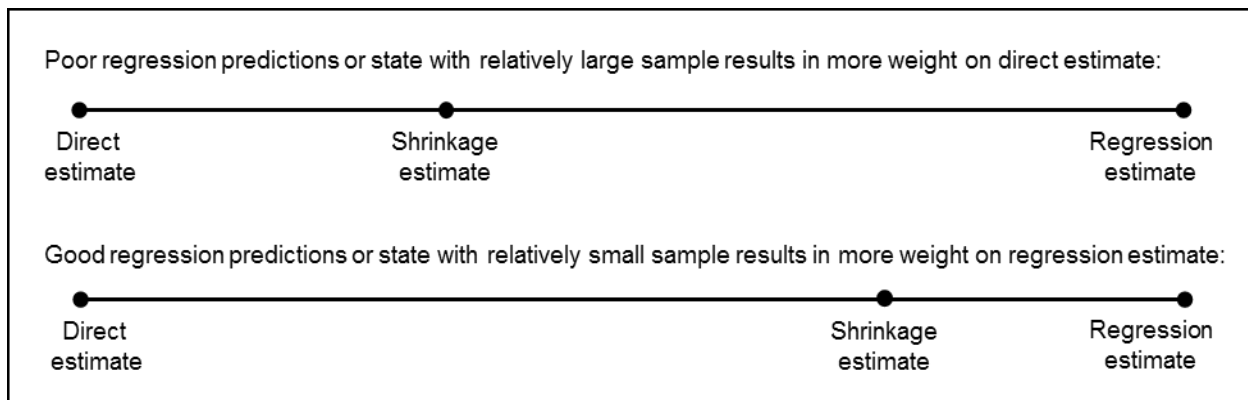 Poor regression predictions or state with relatively large sample results in more weight on direct estimate:
Direct estimate
Shrinkage estimate
Regression estimate
Good regression predictions or state with relatively small sample results in more weight on regression estimate:
Direct estimate
Shrinkage estimate
Regression estimate